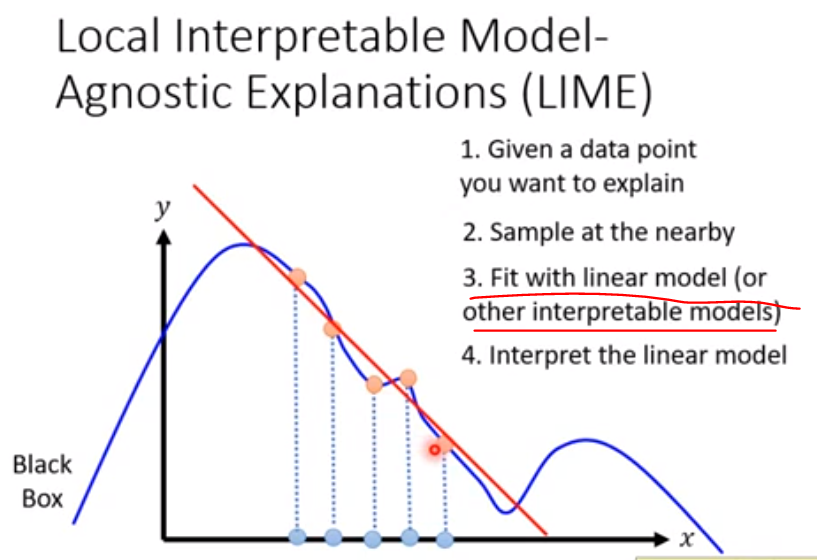 Local Interpretable Model-
Agnostic Explanations (LIME)
1. Given a data point
you want to explain
2. Sample at the nearby
3. Fit with linear model (or
other interpretable models)
4. Interpret the linear model
y
Black
Box
x